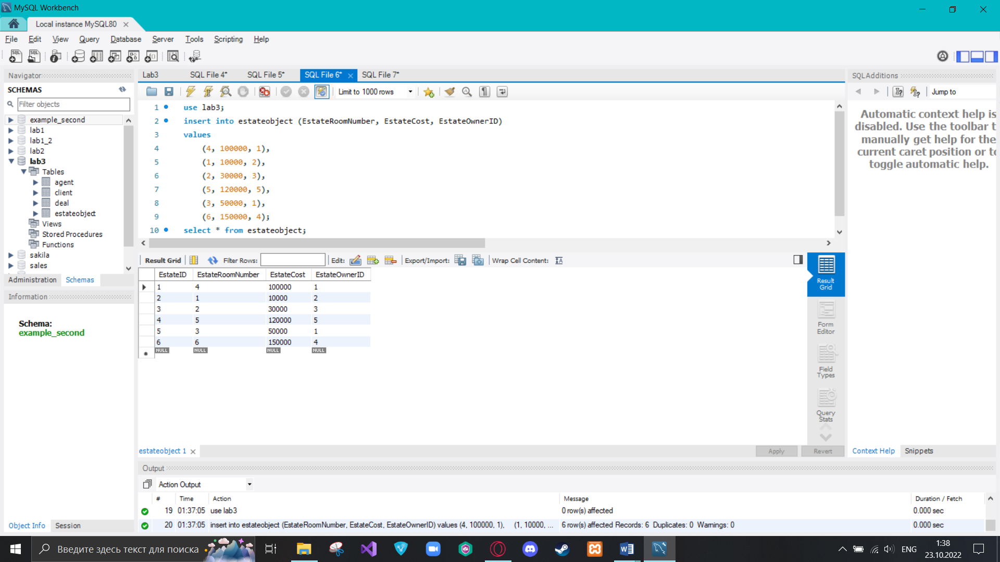 MySQL Workbench
Local instance MySQL80
File Edit View Query Database Server Tools Scripting Help
Navigator
SCHEMAS
Filter objects
example_second
lab1
lab1_2
lab2
lab3
Tables
agent
client
deal
estateobject
Views
Stored Procedures
Functions
sakila
sales
Administration Schemas
Information
Schema:
example_second
Object Info Session
Lab3 SQL File 4* SQL File 5* SQL File 6* SQL File 7*
Limit to 1000 rows
1 use lab3;
2 insert into estateobject (EstateRoomNumber, EstateCost, EstateOwnerID)
3 values
4 (4, 100000, 1),
5 (1, 10000, 2),
6 (2, 30000, 3),
7 (5, 120000, 5),
8 (3, 50000, 1),
9 (6, 150000, 4);
10 select * from estateobject;
Result Grid Filter Rows: Edit: Export/Import: Wrap Cell Content:
EstateID EstateRoomNumber EstateCost EstateOwnerID
1 4 100000 1
2 1 10000 2
3 2 30000 3
4 5 120000 5
5 3 50000 1
6 6 150000 4
NULL NULL NULL NULL
Result
Grid
Form
Editor
Field
Types
Query
Stats
estateobject 1
Apply Revert
SQLAdditions
Jump to
Automatic context help is
disabled. Use the toolbar t
manually get help for the
current caret position or to
toggle automatic help.
Context Help Snippets
Output
Action Output
# Time Action Message Duration / Fetch
19 01:37:05 use lab3 0 row(s) affected 0.000 sec
20 01:37:05 insert into estateobject (EstateRoomNumber, EstateCost, EstateOwnerID) values (4, 100000, 1), (1, 10000, ... 6 row(s) affected Records: 6 Duplicates: 0 Warnings: 0 0.000 sec
Введите здесь текст для поиска
ENG
1:38
23.10.2022